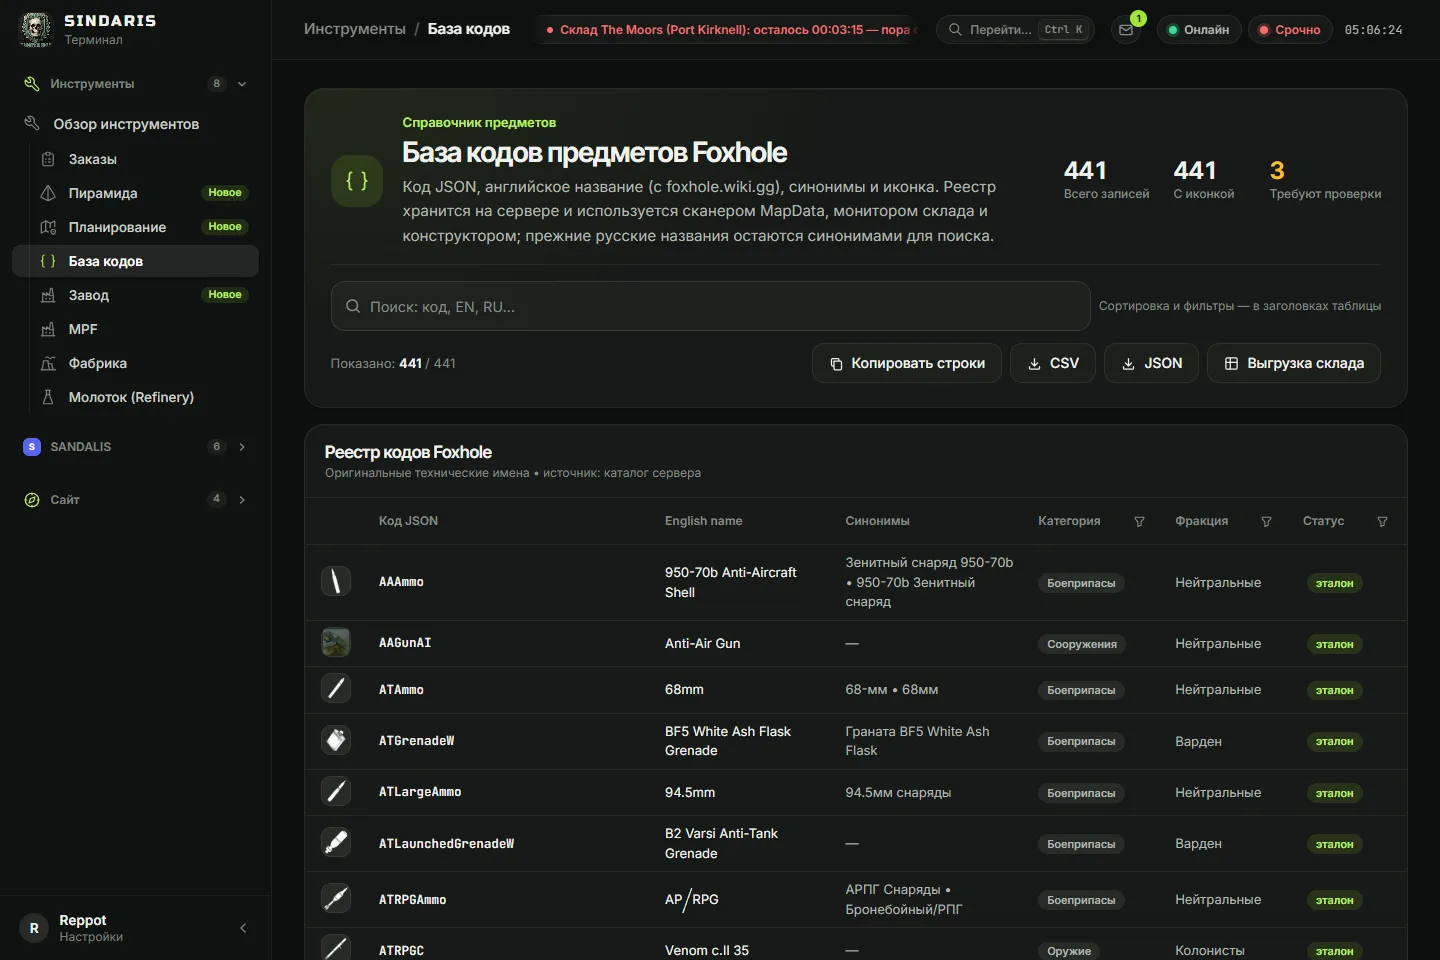 SINDARIS
Терминал
Инструменты / База кодов
Склад The Moors (Port Kirknell): осталось 00:03:15 — пора
Перейти... Ctrl K
1
Онлайн
Срочно
05:06:24
Инструменты 8
Обзор инструментов
Заказы
Пирамида Новое
Планирование Новое
{ } База кодов
Завод Новое
MPF
Фабрика
Молоток (Refinery)
S SANDALIS 6
Сайт 4
R Reppot
Настройки
Справочник предметов
{ } База кодов предметов Foxhole
Код JSON, английское название (с foxhole.wiki.gg), синонимы и иконка. Реестр
хранится на сервере и используется сканером MapData, монитором склада и
конструктором; прежние русские названия остаются синонимами для поиска.
441 441 3
Всего записей С иконкой Требуют проверки
Поиск: код, EN, RU...
Сортировка и фильтры — в заголовках таблицы
Показано: 441 / 441
Копировать строки CSV JSON Выгрузка склада
Реестр кодов Foxhole
Оригинальные технические имена • источник: каталог сервера
Код JSON English name Синонимы Категория Фракция Статус
AAAmmo 950-70b Anti-Aircraft Зенитный снаряд 950-70b Боеприпасы Нейтральные эталон
Shell • 950-70b Зенитный
снаряд
AAGunAI Anti-Air Gun — Сооружения Нейтральные эталон
ATAmmo 68mm 68-мм • 68мм Боеприпасы Нейтральные эталон
ATGrenadeW BF5 White Ash Flask Граната BF5 White Ash Боеприпасы Варден эталон
Grenade Flask
ATLargeAmmo 94.5mm 94.5мм снаряды Боеприпасы Нейтральные эталон
ATLaunchedGrenadeW B2 Varsi Anti-Tank — Боеприпасы Варден эталон
Grenade
ATRPGAmmo AP/RPG АРПГ Снаряды • Боеприпасы Нейтральные эталон
Бронебойный/РПГ
ATRPGC Venom c.II 35 — Оружие Колонисты эталон